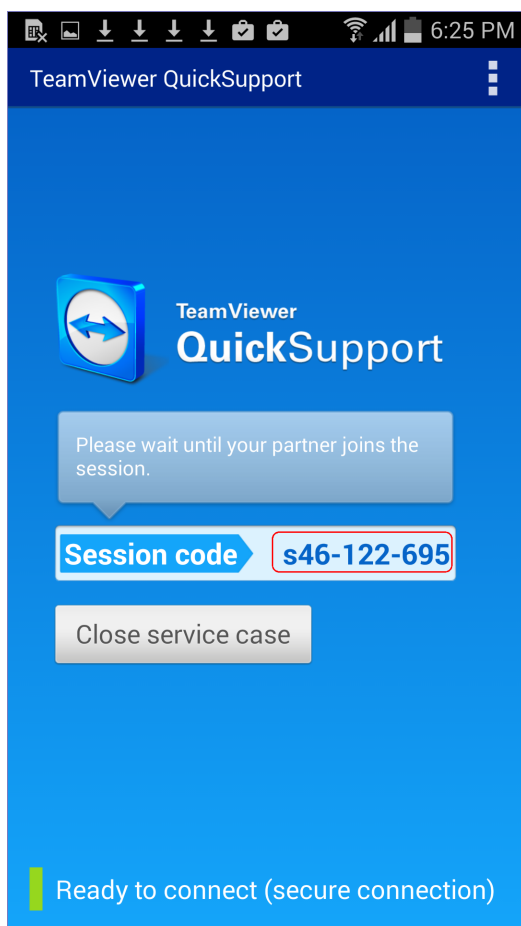 6:25 PM
TeamViewer QuickSupport
TeamViewer
QuickSupport
Please wait until your partner joins the
session.
Session code s46-122-695
Close service case
Ready to connect (secure connection)